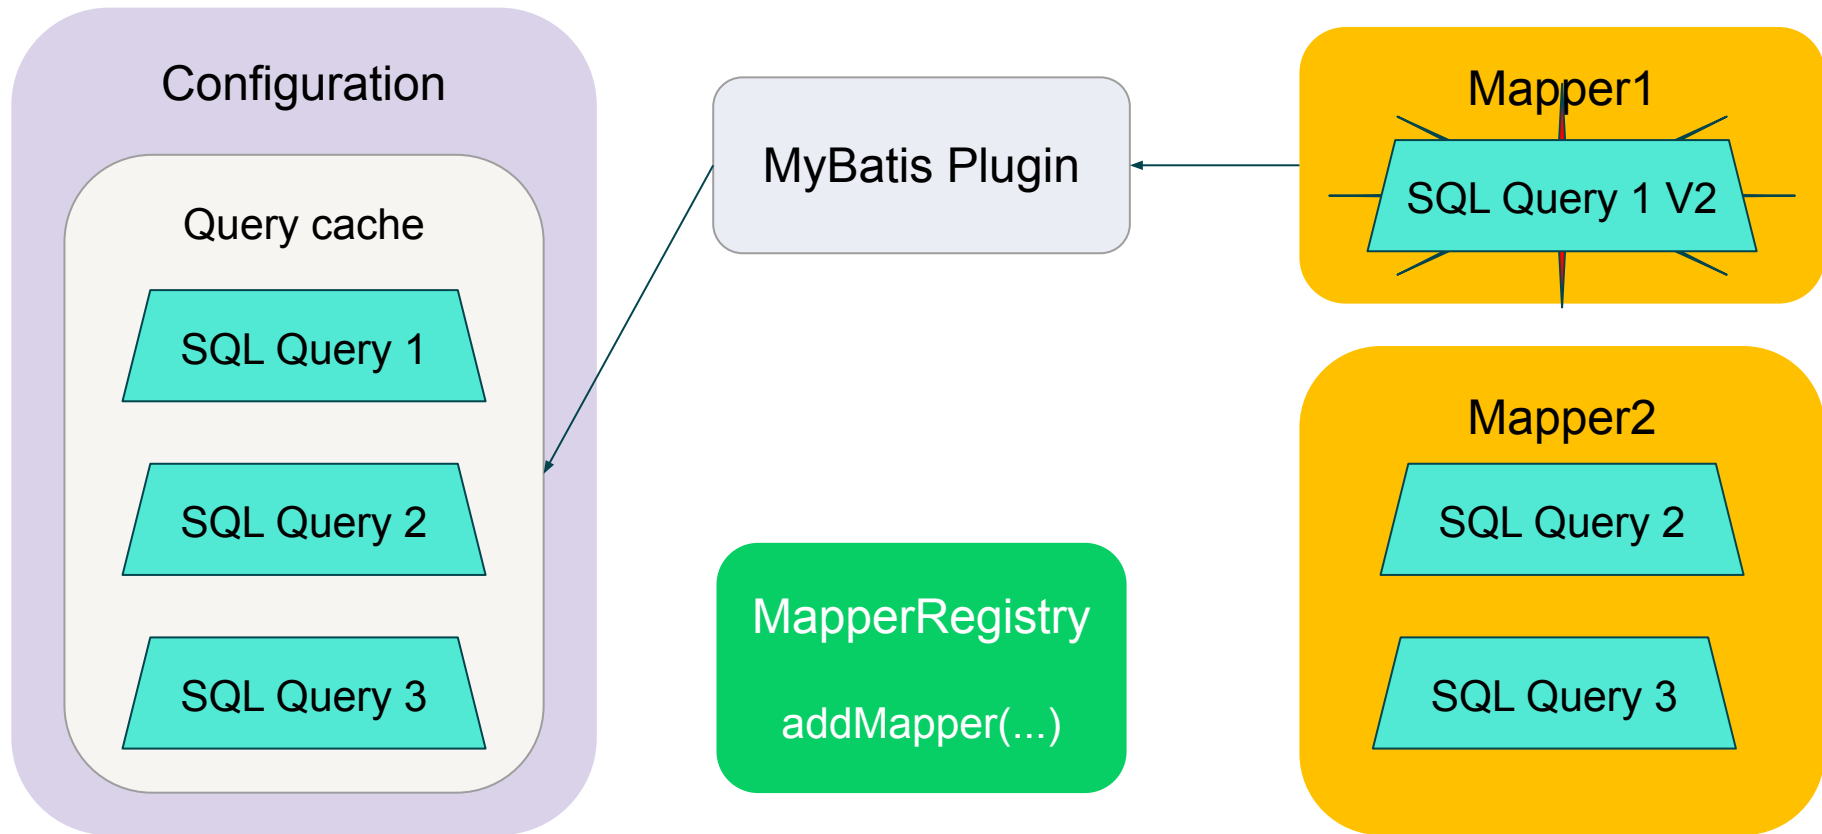 Configuration
Query cache
SQL Query 1
SQL Query 2
SQL Query 3
MyBatis Plugin
MapperRegistry
addMapper(...)
Mapper1
SQL Query 1 V2
Mapper2
SQL Query 2
SQL Query 3